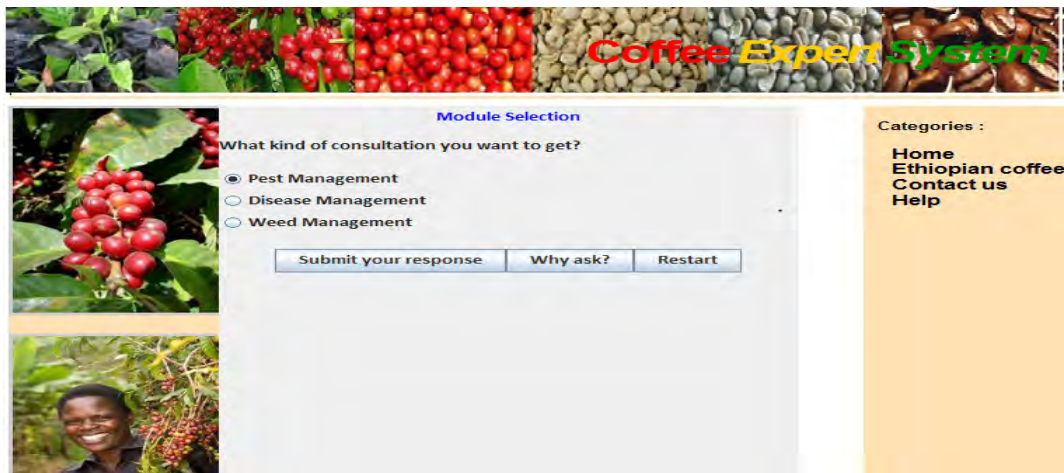 Coffee Expert System
Module Selection
What kind of consultation you want to get?
Pest Management
Disease Management
Weed Management
Submit your response Why ask? Restart
Categories :
Home
Ethiopian coffee
Contact us
Help